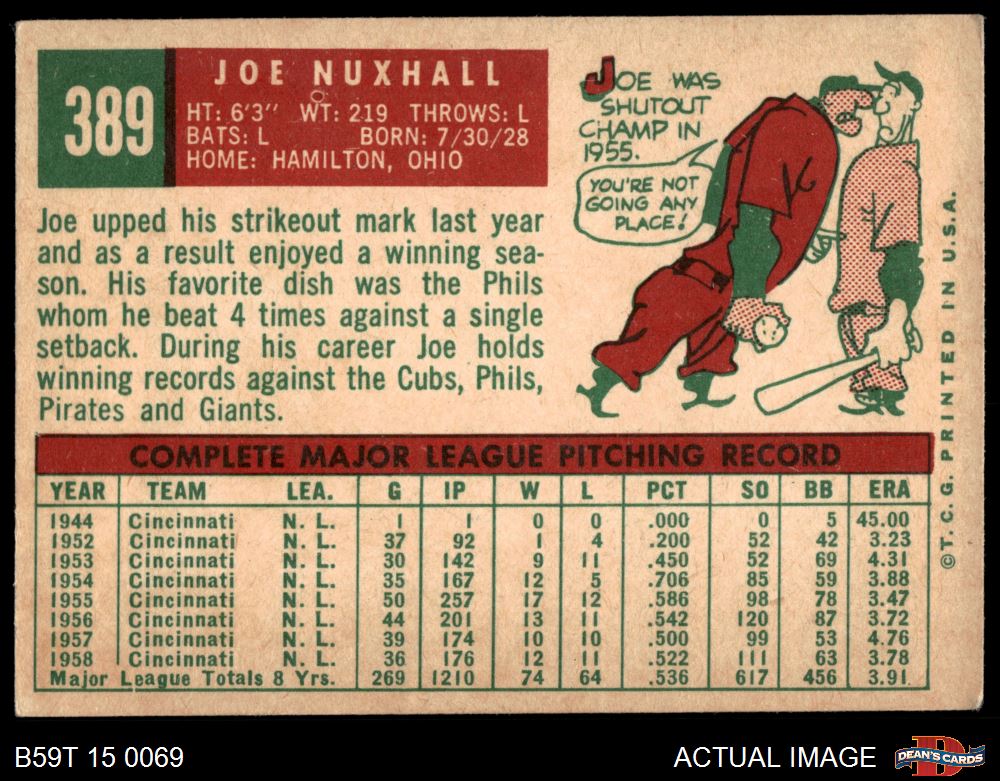 389
JOE NUXHALL
HT: 6'3" WT: 219 THROWS: L
BATS: L BORN: 7/30/28
HOME: HAMILTON, OHIO
Joe upped his strikeout mark last year
and as a result enjoyed a winning sea-
son. His favorite dish was the Phils
whom he beat 4 times against a single
setback. During his career Joe holds
winning records against the Cubs, Phils,
Pirates and Giants.
JOE WAS
SHUTOUT
CHAMP IN
1955.
YOU'RE NOT
GOING ANY
PLACE!
COMPLETE MAJOR LEAGUE PITCHING RECORD
YEAR TEAM LEA. G IP W L PCT SO BB ERA
1944 Cincinnati N. L. 1 1 0 0 .000 0 5 45.00
1952 Cincinnati N. L. 37 92 1 4 .200 52 42 3.23
1953 Cincinnati N. L. 30 142 9 11 .450 52 69 4.31
1954 Cincinnati N. L. 35 167 12 5 .706 85 59 3.88
1955 Cincinnati N. L. 50 257 17 12 .586 98 78 3.47
1956 Cincinnati N. L. 44 201 13 11 .542 120 87 3.72
1957 Cincinnati N. L. 39 174 10 10 .500 99 53 4.76
1958 Cincinnati N. L. 36 176 12 11 .522 111 63 3.78
Major League Totals 8 Yrs. 269 1210 74 64 .536 617 456 3.91
©T. C. G. PRINTED IN U.S.A.
B59T 15 0069
ACTUAL IMAGE
D
DEAN'S CARDS